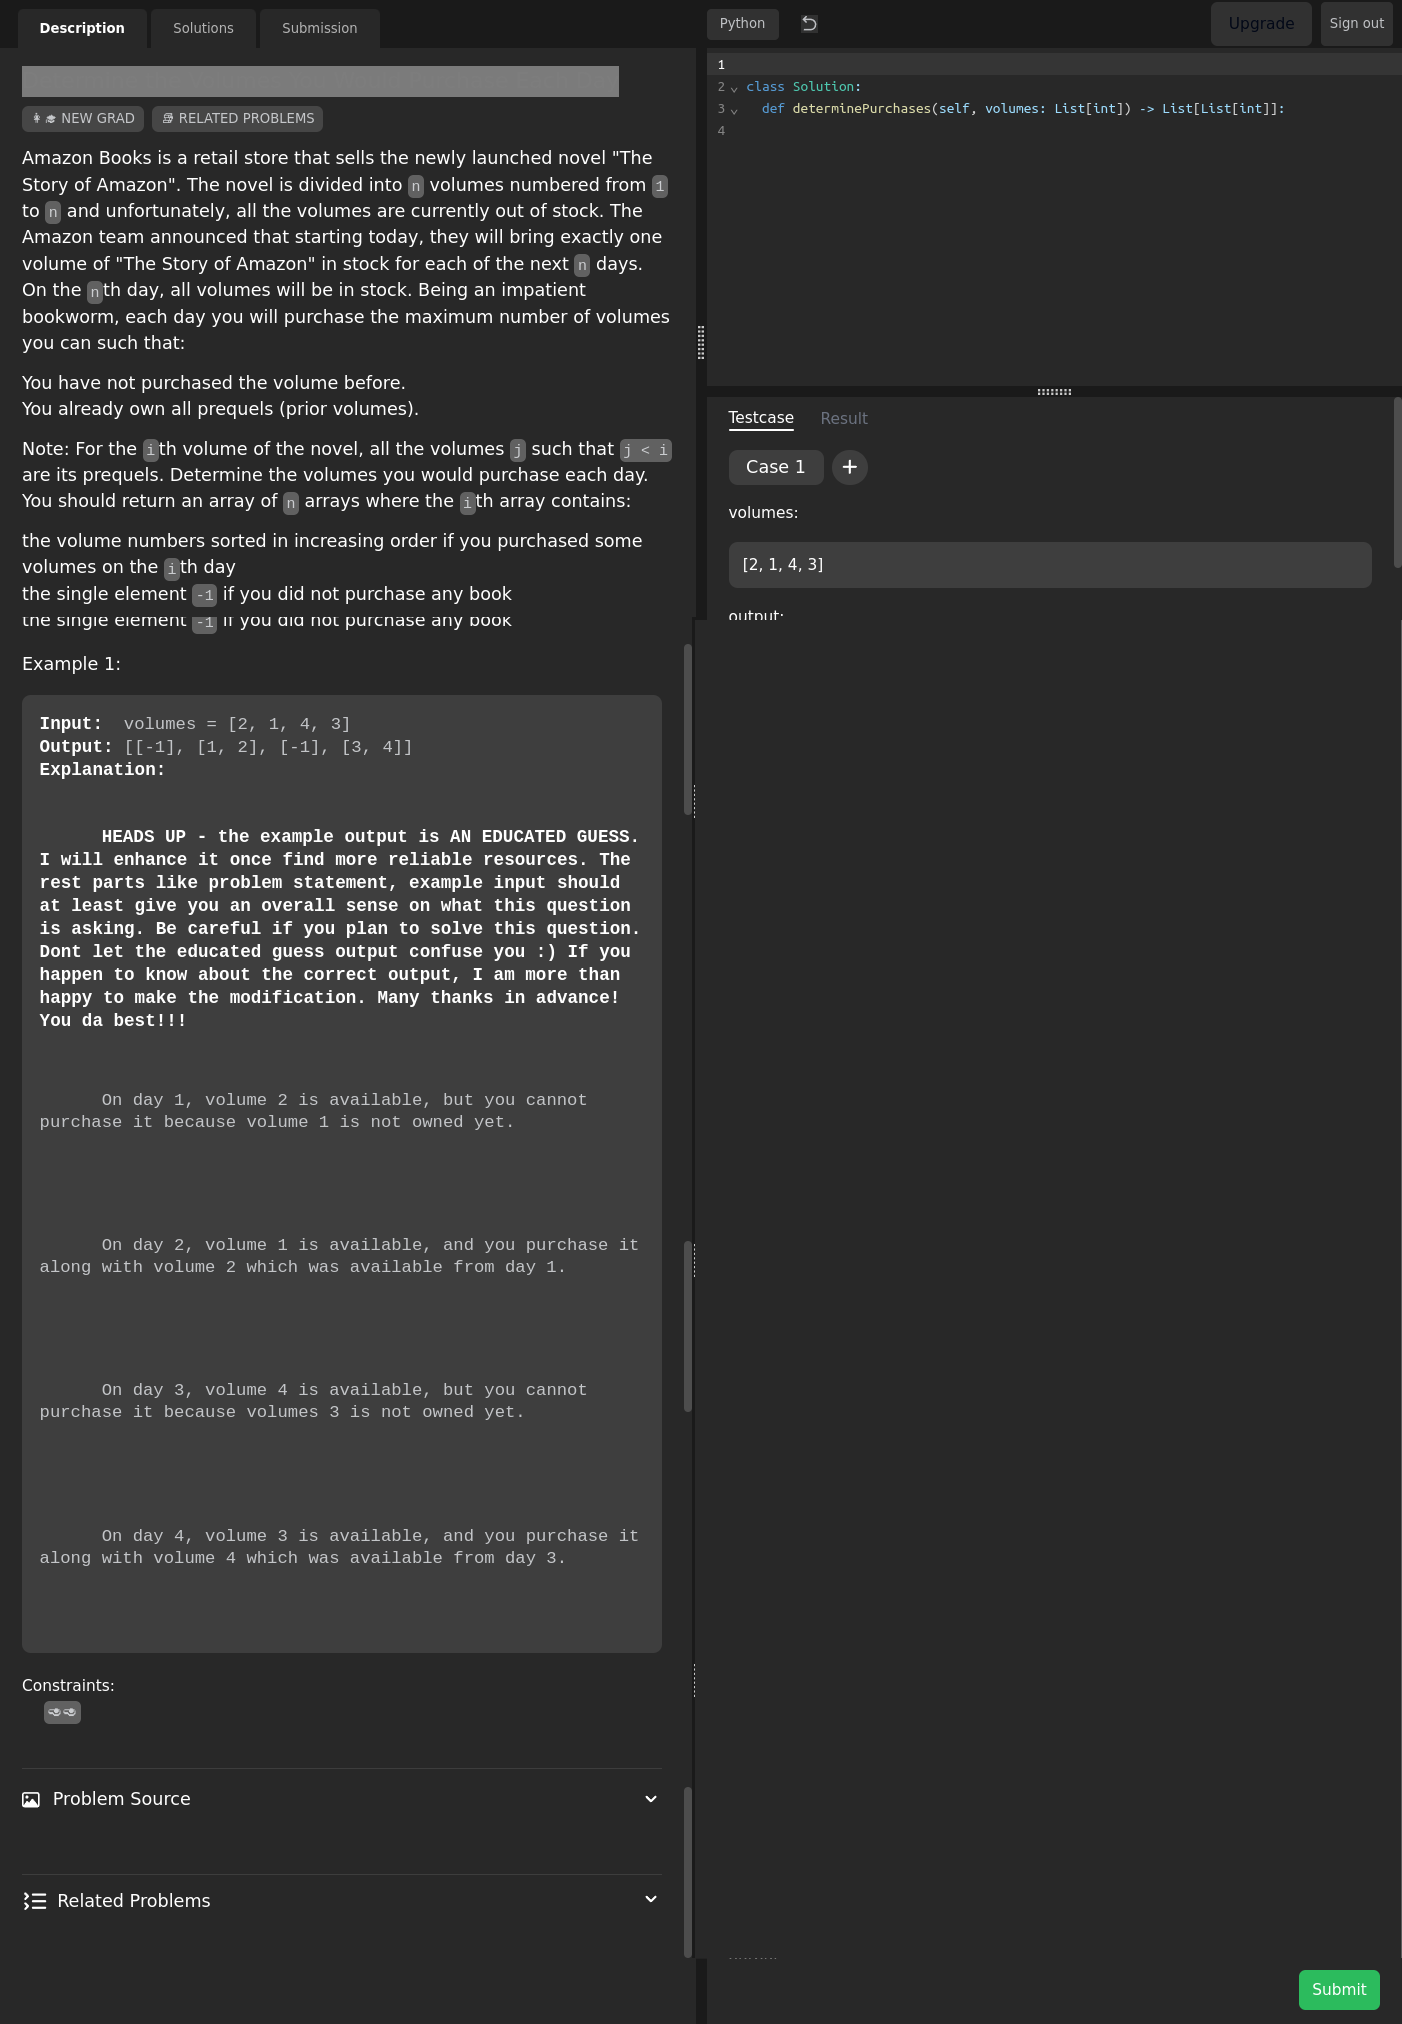 Description
Solutions
Submission
NEW GRAD
RELATED PROBLEMS
Amazon Books is a retail store that sells the newly launched novel "The
Story of Amazon". The novel is divided into n volumes numbered from 1
to n and unfortunately, all the volumes are currently out of stock. The
Amazon team announced that starting today, they will bring exactly one
volume of "The Story of Amazon" in stock for each of the next n days.
On the nth day, all volumes will be in stock. Being an impatient
bookworm, each day you will purchase the maximum number of volumes
you can such that:
You have not purchased the volume before.
You already own all prequels (prior volumes).
Note: For the ith volume of the novel, all the volumes j such that j < i
are its prequels. Determine the volumes you would purchase each day.
You should return an array of n arrays where the ith array contains:
the volume numbers sorted in increasing order if you purchased some
volumes on the ith day
the single element -1 if you did not purchase any book
the single element -1 if you did not purchase any book
Example 1:
Input:  volumes = [2, 1, 4, 3]
Output: [[-1], [1, 2], [-1], [3, 4]]
Explanation:
HEADS UP - the example output is AN EDUCATED GUESS.
I will enhance it once find more reliable resources. The
rest parts like problem statement, example input should
at least give you an overall sense on what this question
is asking. Be careful if you plan to solve this question.
Dont let the educated guess output confuse you :) If you
happen to know about the correct output, I am more than
happy to make the modification. Many thanks in advance!
You da best!!!
On day 1, volume 2 is available, but you cannot
purchase it because volume 1 is not owned yet.
On day 2, volume 1 is available, and you purchase it
along with volume 2 which was available from day 1.
On day 3, volume 4 is available, but you cannot
purchase it because volumes 3 is not owned yet.
On day 4, volume 3 is available, and you purchase it
along with volume 4 which was available from day 3.
Constraints:
Problem Source
Related Problems
Python
Upgrade
Sign out
1
2 class Solution:
3 def determinePurchases(self, volumes: List[int]) -> List[List[int]]:
4
Testcase
Result
Case 1
+
volumes:
[2, 1, 4, 3]
output:
Submit